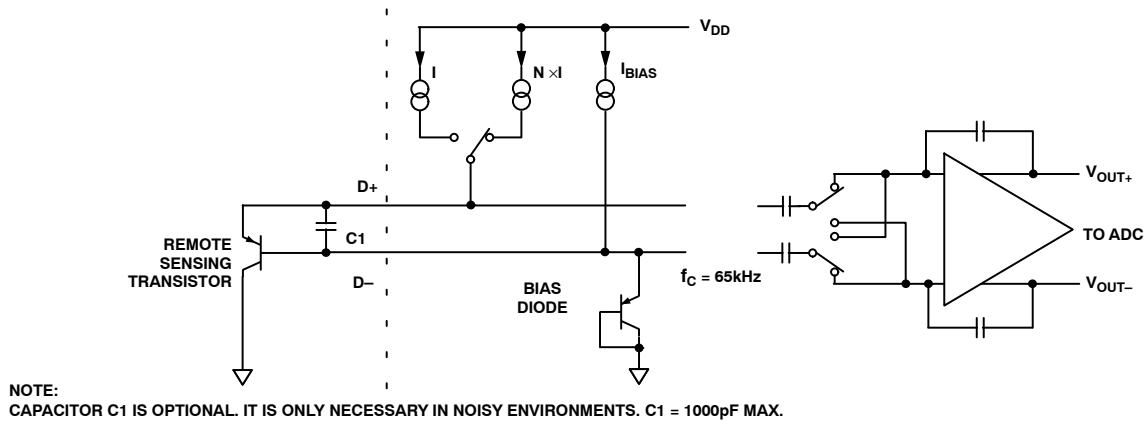 V_DD
I
N ×I
I_BIAS
D+
C1
REMOTE
SENSING
TRANSISTOR
D–
BIAS
DIODE
f_C = 65kHz
V_OUT+
TO ADC
V_OUT–
NOTE:
CAPACITOR C1 IS OPTIONAL. IT IS ONLY NECESSARY IN NOISY ENVIRONMENTS. C1 = 1000pF MAX.